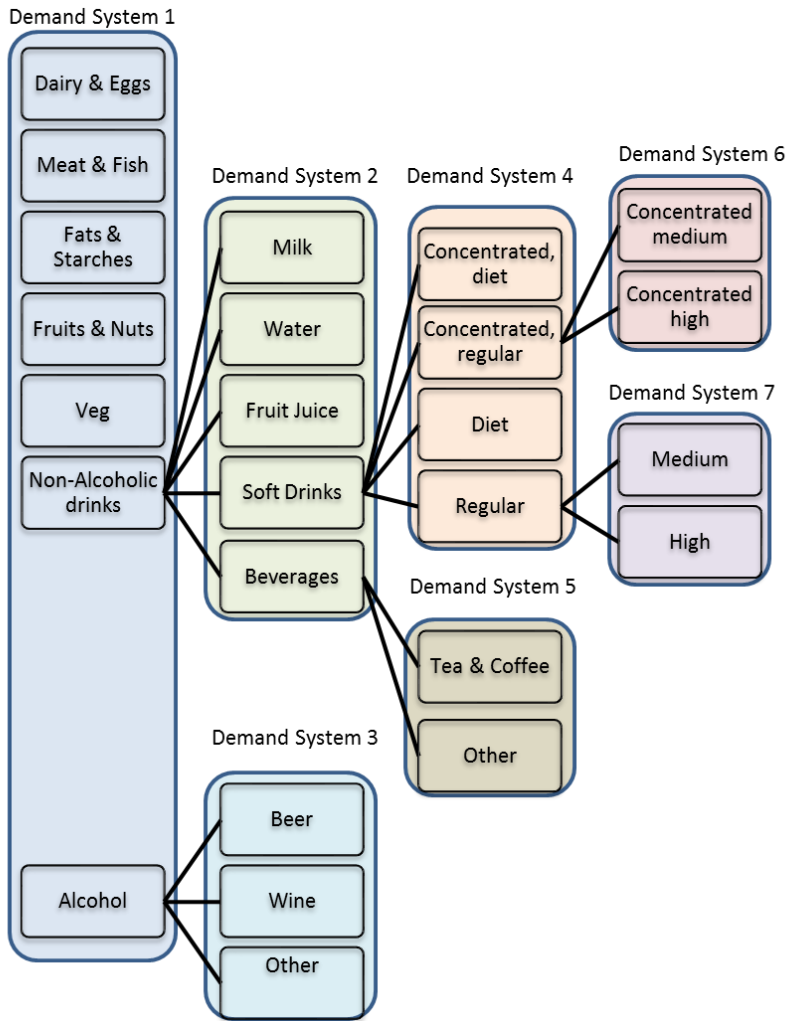 Demand System 1
Dairy & Eggs
Meat & Fish
Fats &
Starches
Fruits & Nuts
Veg
Non-Alcoholic
drinks
Alcohol
Demand System 2
Milk
Water
Fruit Juice
Soft Drinks
Beverages
Demand System 3
Beer
Wine
Other
Demand System 4
Concentrated,
diet
Concentrated,
regular
Diet
Regular
Demand System 5
Tea & Coffee
Other
Demand System 6
Concentrated
medium
Concentrated
high
Demand System 7
Medium
High